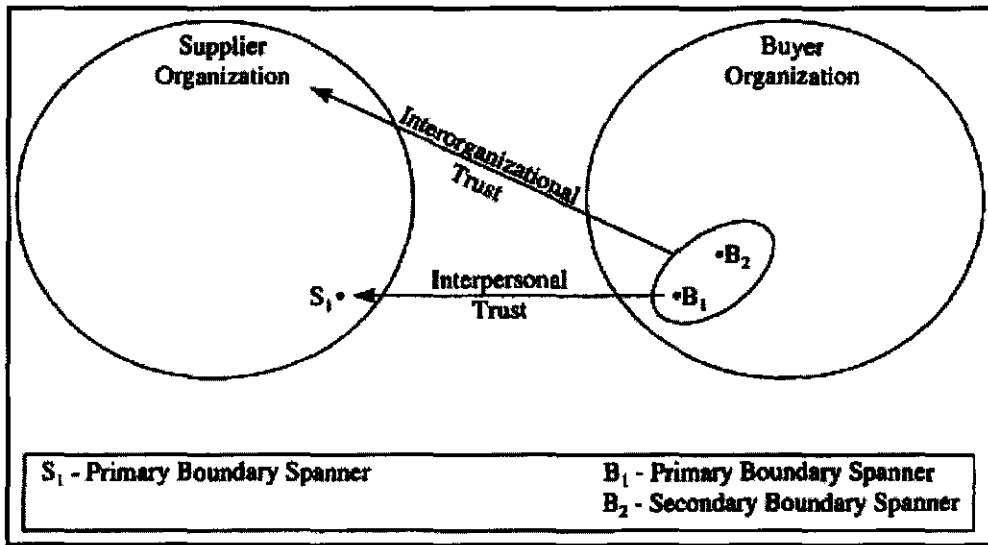 Supplier
Organization
Buyer
Organization
Interorganizational
Trust
•B₂
Interpersonal
Trust
S₁•
•B₁
S₁ - Primary Boundary Spanner
B₁ - Primary Boundary Spanner
B₂ - Secondary Boundary Spanner